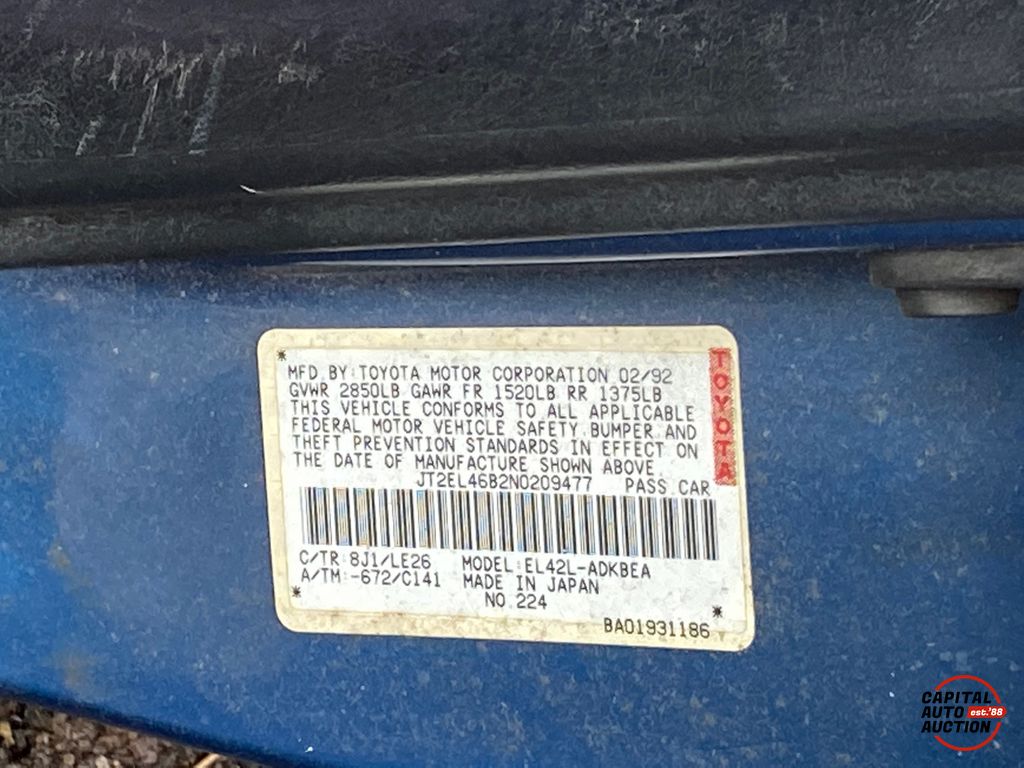 *
MFD BY: TOYOTA MOTOR CORPORATION 02/92
GVWR 2850LB GAWR FR 1520LB RR 1375LB
THIS VEHICLE CONFORMS TO ALL APPLICABLE
FEDERAL MOTOR VEHICLE SAFETY, BUMPER AND
THEFT PREVENTION STANDARDS IN EFFECT ON
THE DATE OF MANUFACTURE SHOWN ABOVE.
JT2EL46B2N0209477 PASS.CAR
C/TR:8J1/LE26 MODEL:EL42L-ADKBEA
A/TM:-672/C141 MADE IN JAPAN
* NO.224 *
BA01931186
TOYOTA
CAPITAL
AUTO est.'88
AUCTION